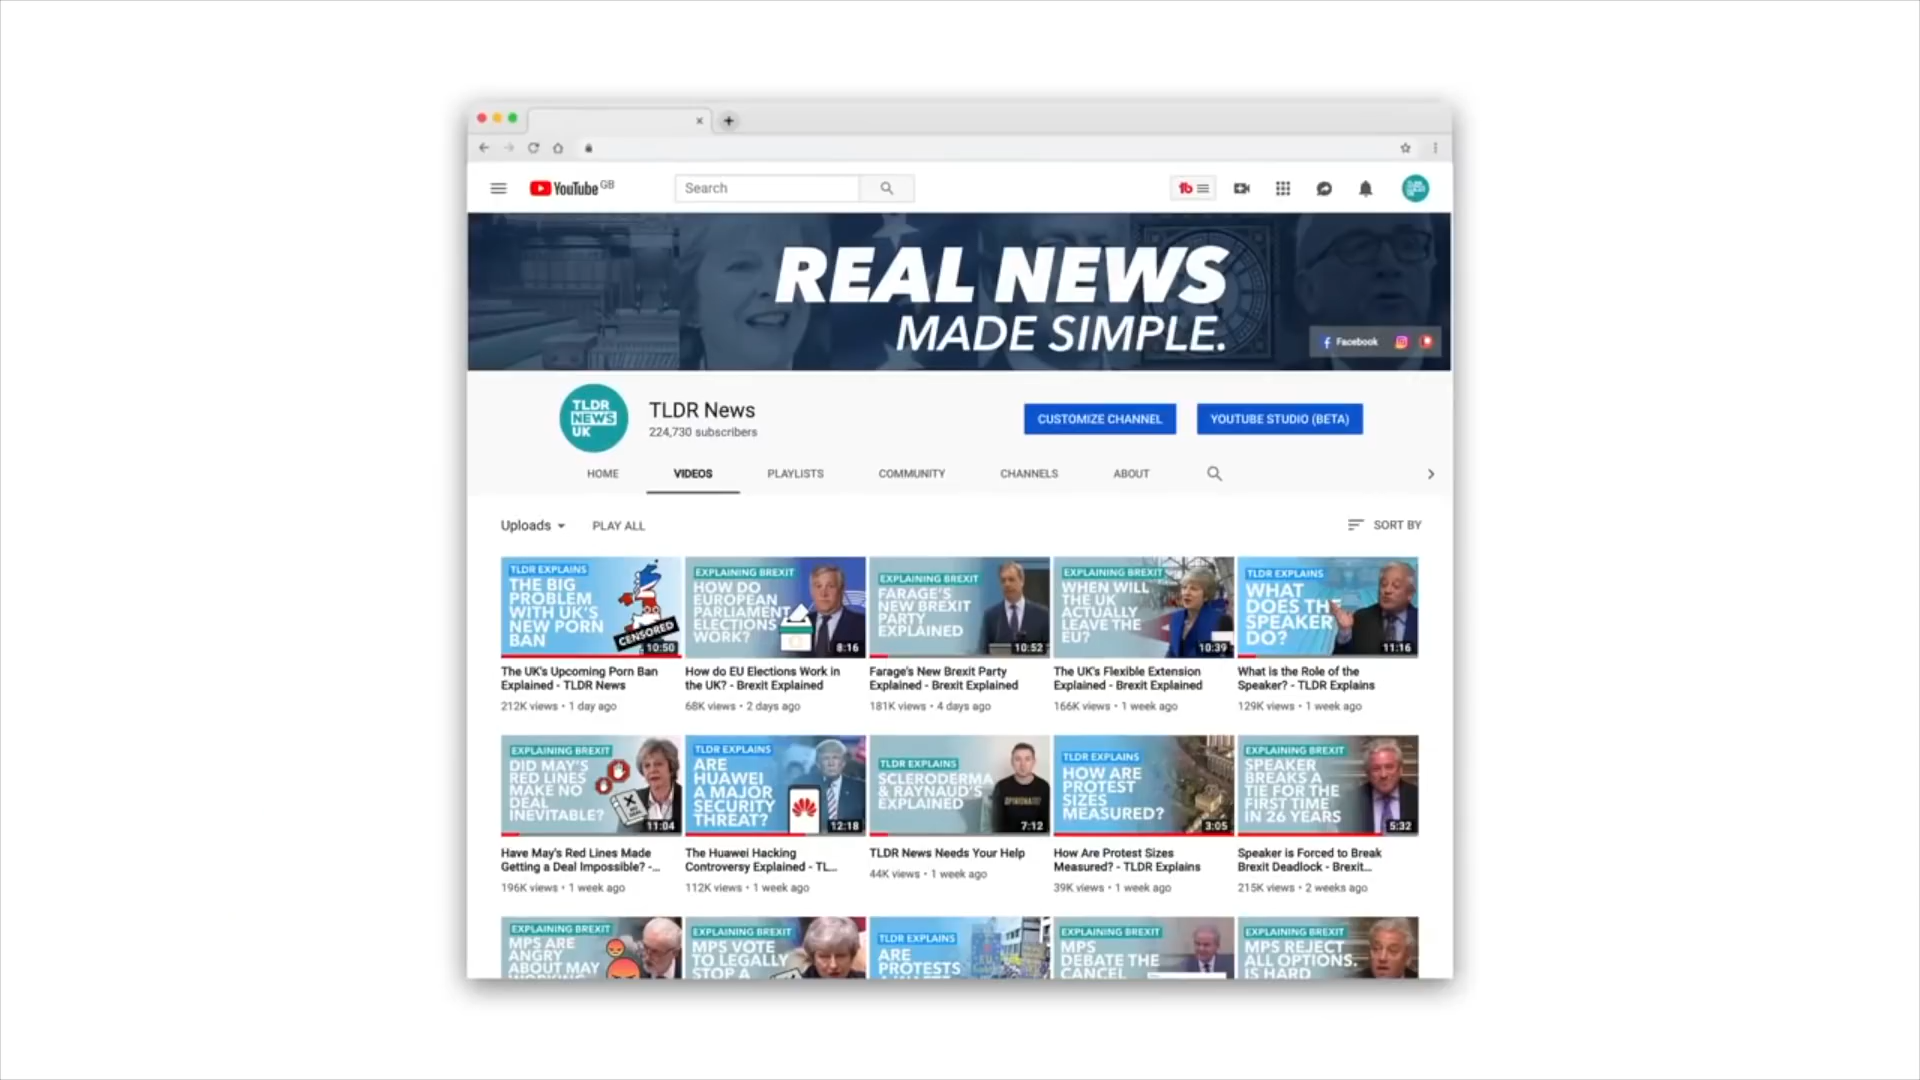 YouTube GB
Search
REAL NEWS
MADE SIMPLE.
Facebook
TLDR
NEWS
UK
TLDR News
224,730 subscribers
CUSTOMIZE CHANNEL
YOUTUBE STUDIO (BETA)
HOME VIDEOS PLAYLISTS COMMUNITY CHANNELS ABOUT
Uploads PLAY ALL SORT BY
TLDR EXPLAINS
THE BIG
PROBLEM
WITH UK'S
NEW PORN
BAN
CENSORED
10:50
The UK's Upcoming Porn Ban
Explained - TLDR News
212K views • 1 day ago
EXPLAINING BREXIT
HOW DO
EUROPEAN
PARLIAMENT
ELECTIONS
WORK?
8:16
How do EU Elections Work in
the UK? - Brexit Explained
68K views • 2 days ago
EXPLAINING BREXIT
FARAGE'S
NEW BREXIT
PARTY
EXPLAINED
10:52
Farage's New Brexit Party
Explained - Brexit Explained
181K views • 4 days ago
EXPLAINING BREXIT
WHEN WILL
THE UK
ACTUALLY
LEAVE THE
EU?
10:39
The UK's Flexible Extension
Explained - Brexit Explained
166K views • 1 week ago
TLDR EXPLAINS
WHAT
DOES THE
SPEAKER
DO?
11:16
What is the Role of the
Speaker? - TLDR Explains
129K views • 1 week ago
EXPLAINING BREXIT
DID MAY'S
RED LINES
MAKE NO
DEAL
INEVITABLE?
11:04
Have May's Red Lines Made
Getting a Deal Impossible? -...
196K views • 1 week ago
TLDR EXPLAINS
ARE
HUAWEI
A MAJOR
SECURITY
THREAT?
12:18
The Huawei Hacking
Controversy Explained - TL...
112K views • 1 week ago
TLDR EXPLAINS
SCLERODERMA
& RAYNAUD'S
EXPLAINED
7:12
TLDR News Needs Your Help
44K views • 1 week ago
TLDR EXPLAINS
HOW ARE
PROTEST
SIZES
MEASURED?
3:05
How Are Protest Sizes
Measured? - TLDR Explains
39K views • 1 week ago
EXPLAINING BREXIT
SPEAKER
BREAKS A
TIE FOR THE
FIRST TIME
IN 26 YEARS
5:32
Speaker is Forced to Break
Brexit Deadlock - Brexit...
215K views • 2 weeks ago
EXPLAINING BREXIT
MPS ARE
ANGRY
ABOUT MAY
EXPLAINING BREXIT
MPS VOTE
TO LEGALLY
STOP A
TLDR EXPLAINS
ARE
PROTESTS
EXPLAINING BREXIT
MPS
DEBATE THE
CANCEL
EXPLAINING BREXIT
MPS REJECT
ALL OPTIONS.
IS HARD